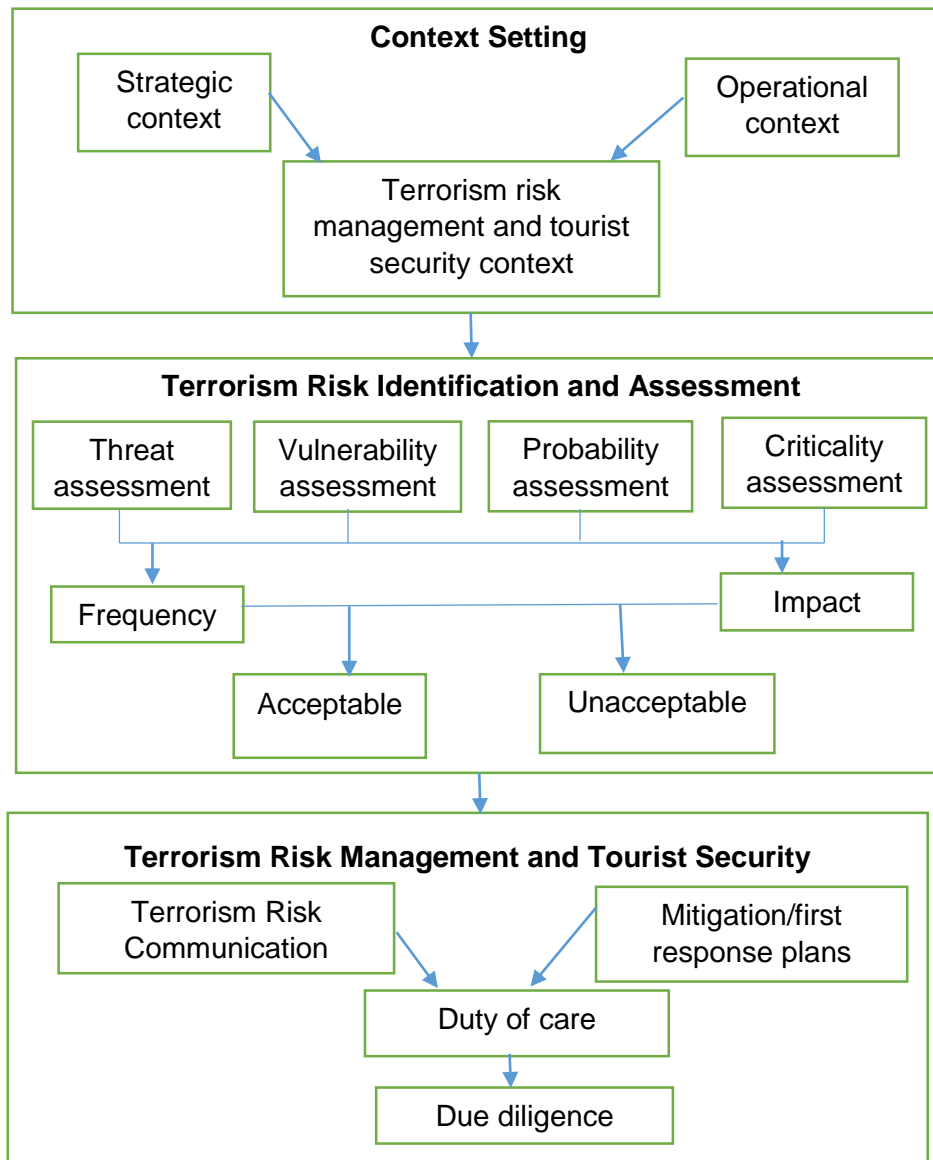 Context Setting
Strategic
context
Operational
context
Terrorism risk
management and tourist
security context
Terrorism Risk Identification and Assessment
Threat
assessment
Vulnerability
assessment
Probability
assessment
Criticality
assessment
Frequency
Impact
Acceptable
Unacceptable
Terrorism Risk Management and Tourist Security
Terrorism Risk
Communication
Mitigation/first
response plans
Duty of care
Due diligence